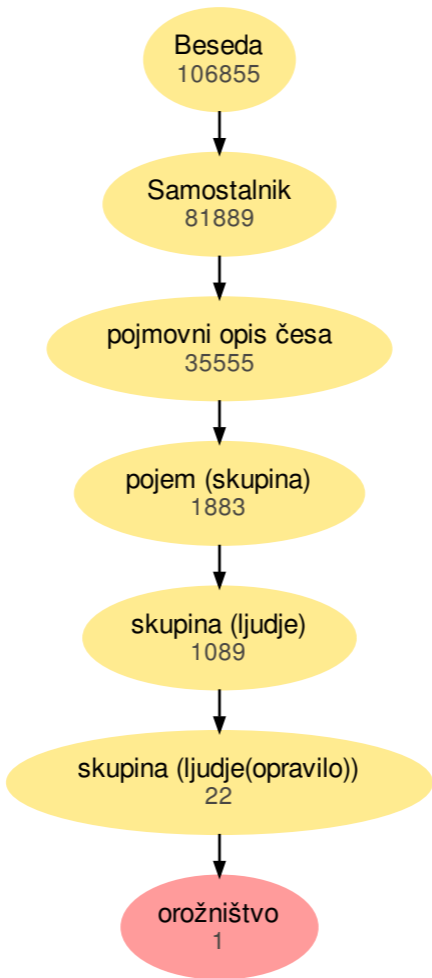 Beseda
106855
Samostalnik
81889
pojmovni opis česa
35555
pojem (skupina)
1883
skupina (ljudje)
1089
skupina (ljudje(opravilo))
22
orožništvo
1